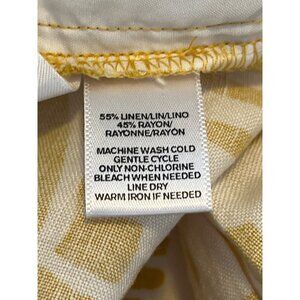 55% LINEN/LIN/LINO
45% RAYON/
RAYONNE/RAYÓN
MACHINE WASH COLD
GENTLE CYCLE
ONLY NON-CHLORINE
BLEACH WHEN NEEDED
LINE DRY
WARM IRON IF NEEDED